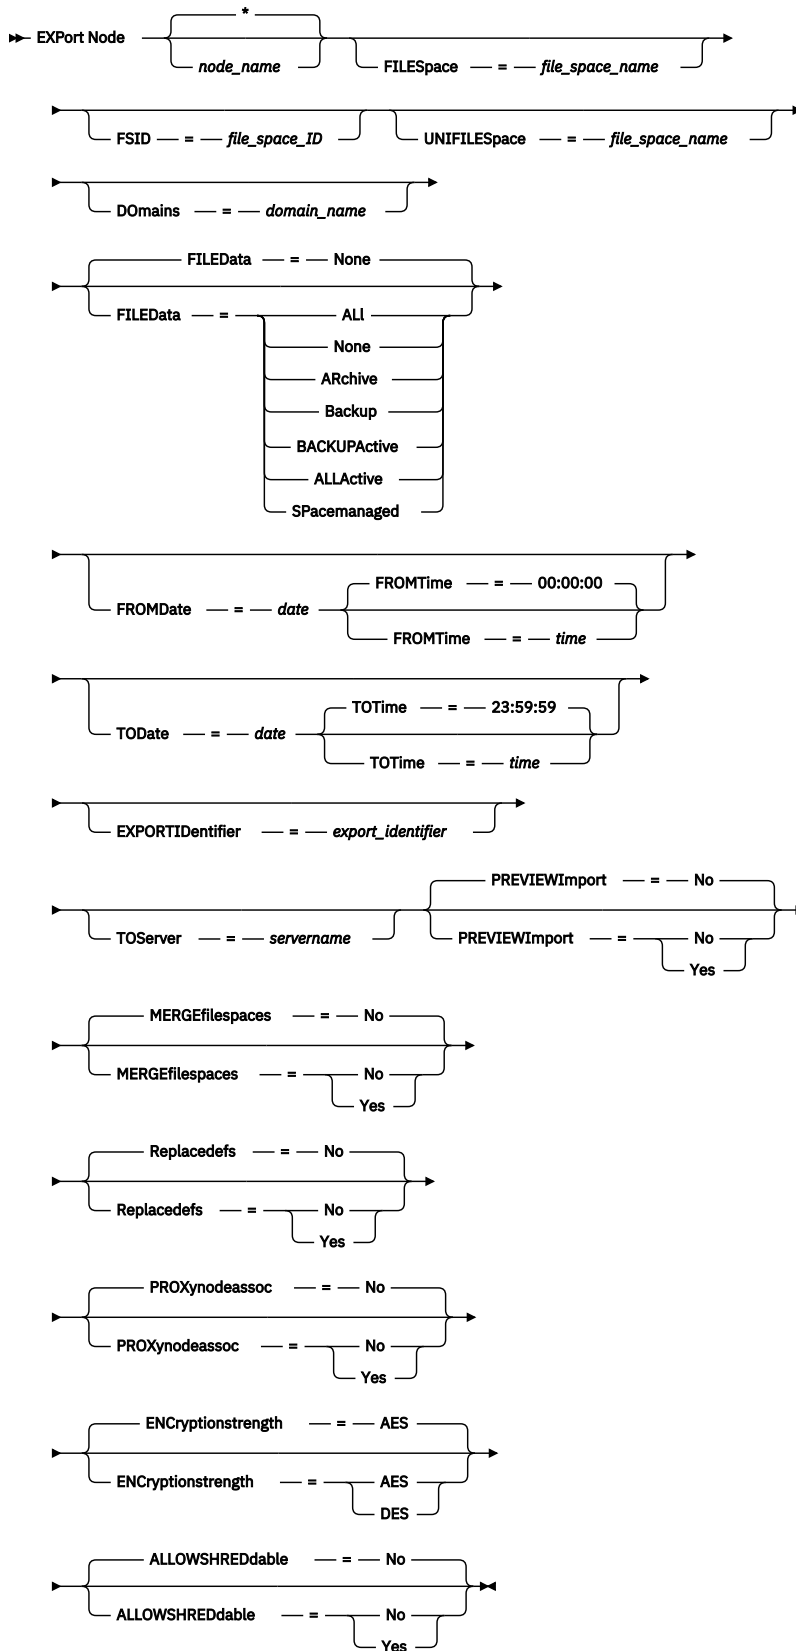 *
EXPort Node
node_name
FILESpace = file_space_name
FSID = file_space_ID
UNIFILESpace = file_space_name
DOmains = domain_name
FILEData = None
FILEData = ALl
None
ARchive
Backup
BACKUPActive
ALLActive
SPacemanaged
FROMTime = 00:00:00
FROMDate = date
FROMTime = time
TOTime = 23:59:59
TODate = date
TOTime = time
EXPORTIDentifier = export_identifier
PREVIEWImport = No
TOServer = servername PREVIEWImport = No
Yes
MERGEfilespaces = No
MERGEfilespaces = No
Yes
Replacedefs = No
Replacedefs = No
Yes
PROXynodeassoc = No
PROXynodeassoc = No
Yes
ENCryptionstrength = AES
ENCryptionstrength = AES
DES
ALLOWSHREDdable = No
ALLOWSHREDdable = No
Yes